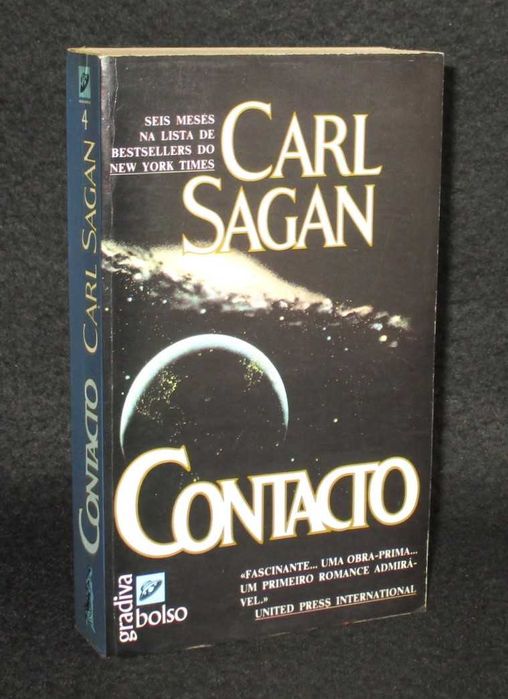 SEIS MESES
NA LISTA DE
BESTSELLERS DO
NEW YORK TIMES
CARL
SAGAN
CONTACTO
«FASCINANTE... UMA OBRA-PRIMA...
UM PRIMEIRO ROMANCE ADMIRÁ-
VEL.»
UNITED PRESS INTERNATIONAL
gradiva
bolso
4
CONTACTO CARL SAGAN